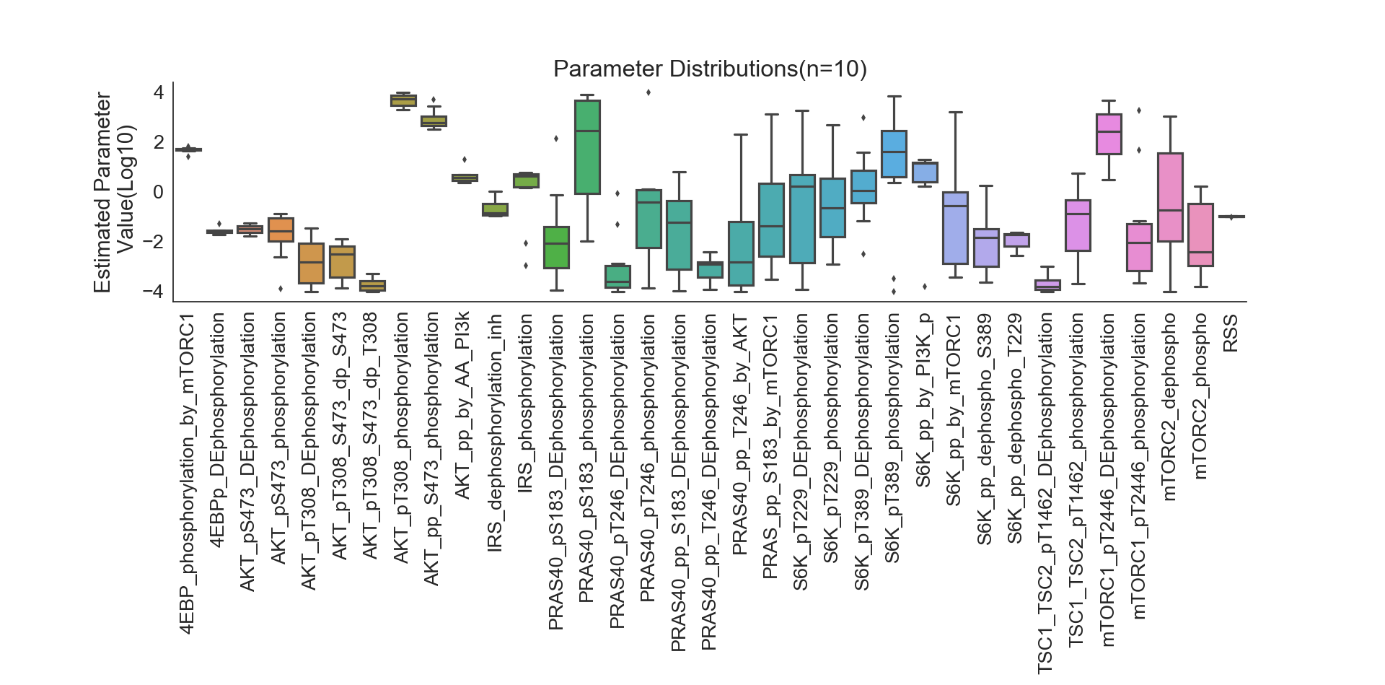 Parameter Distributions(n=10)
Estimated Parameter
Value(Log10)
4
2
0
−2
−4
4EBP_phosphorylation_by_mTORC1
4EBPp_DEphosphorylation
AKT_pS473_DEphosphorylation
AKT_pS473_phosphorylation
AKT_pT308_DEphosphorylation
AKT_pT308_S473_dp_S473
AKT_pT308_S473_dp_T308
AKT_pT308_phosphorylation
AKT_pp_S473_phosphorylation
AKT_pp_by_AA_PI3k
IRS_dephosphorylation_inh
IRS_phosphorylation
PRAS40_pS183_DEphosphorylation
PRAS40_pS183_phosphorylation
PRAS40_pT246_DEphosphorylation
PRAS40_pT246_phosphorylation
PRAS40_pp_S183_DEphosphorylation
PRAS40_pp_T246_DEphosphorylation
PRAS40_pp_T246_by_AKT
PRAS_pp_S183_by_mTORC1
S6K_pT229_DEphosphorylation
S6K_pT229_phosphorylation
S6K_pT389_DEphosphorylation
S6K_pT389_phosphorylation
S6K_pp_by_PI3K_p
S6K_pp_by_mTORC1
S6K_pp_dephospho_S389
S6K_pp_dephospho_T229
TSC1_TSC2_pT1462_DEphosphorylation
TSC1_TSC2_pT1462_phosphorylation
mTORC1_pT2446_DEphosphorylation
mTORC1_pT2446_phosphorylation
mTORC2_dephospho
mTORC2_phospho
RSS